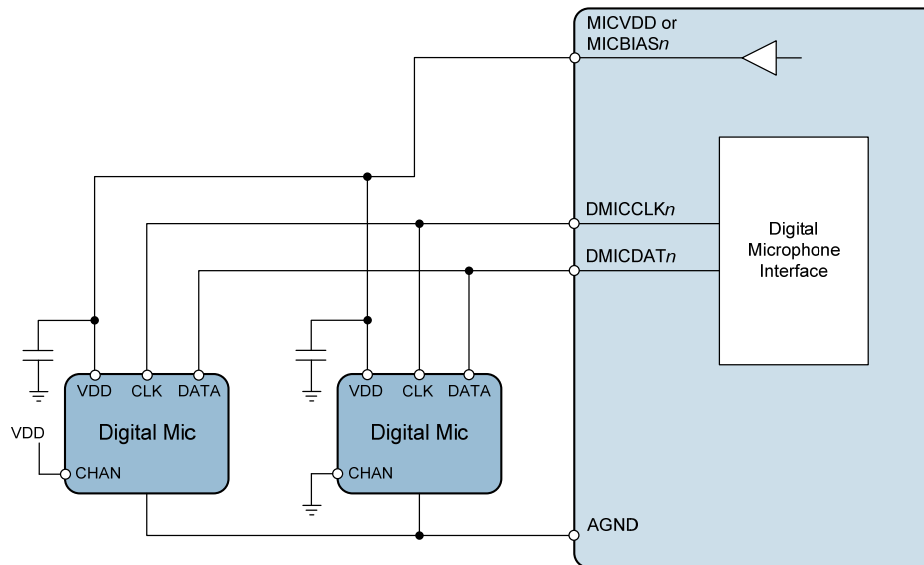 MICVDD or
MICBIASn
DMICCLKn
DMICDATn
Digital
Microphone
Interface
VDD CLK DATA
Digital Mic
VDD
CHAN
VDD CLK DATA
Digital Mic
CHAN
AGND